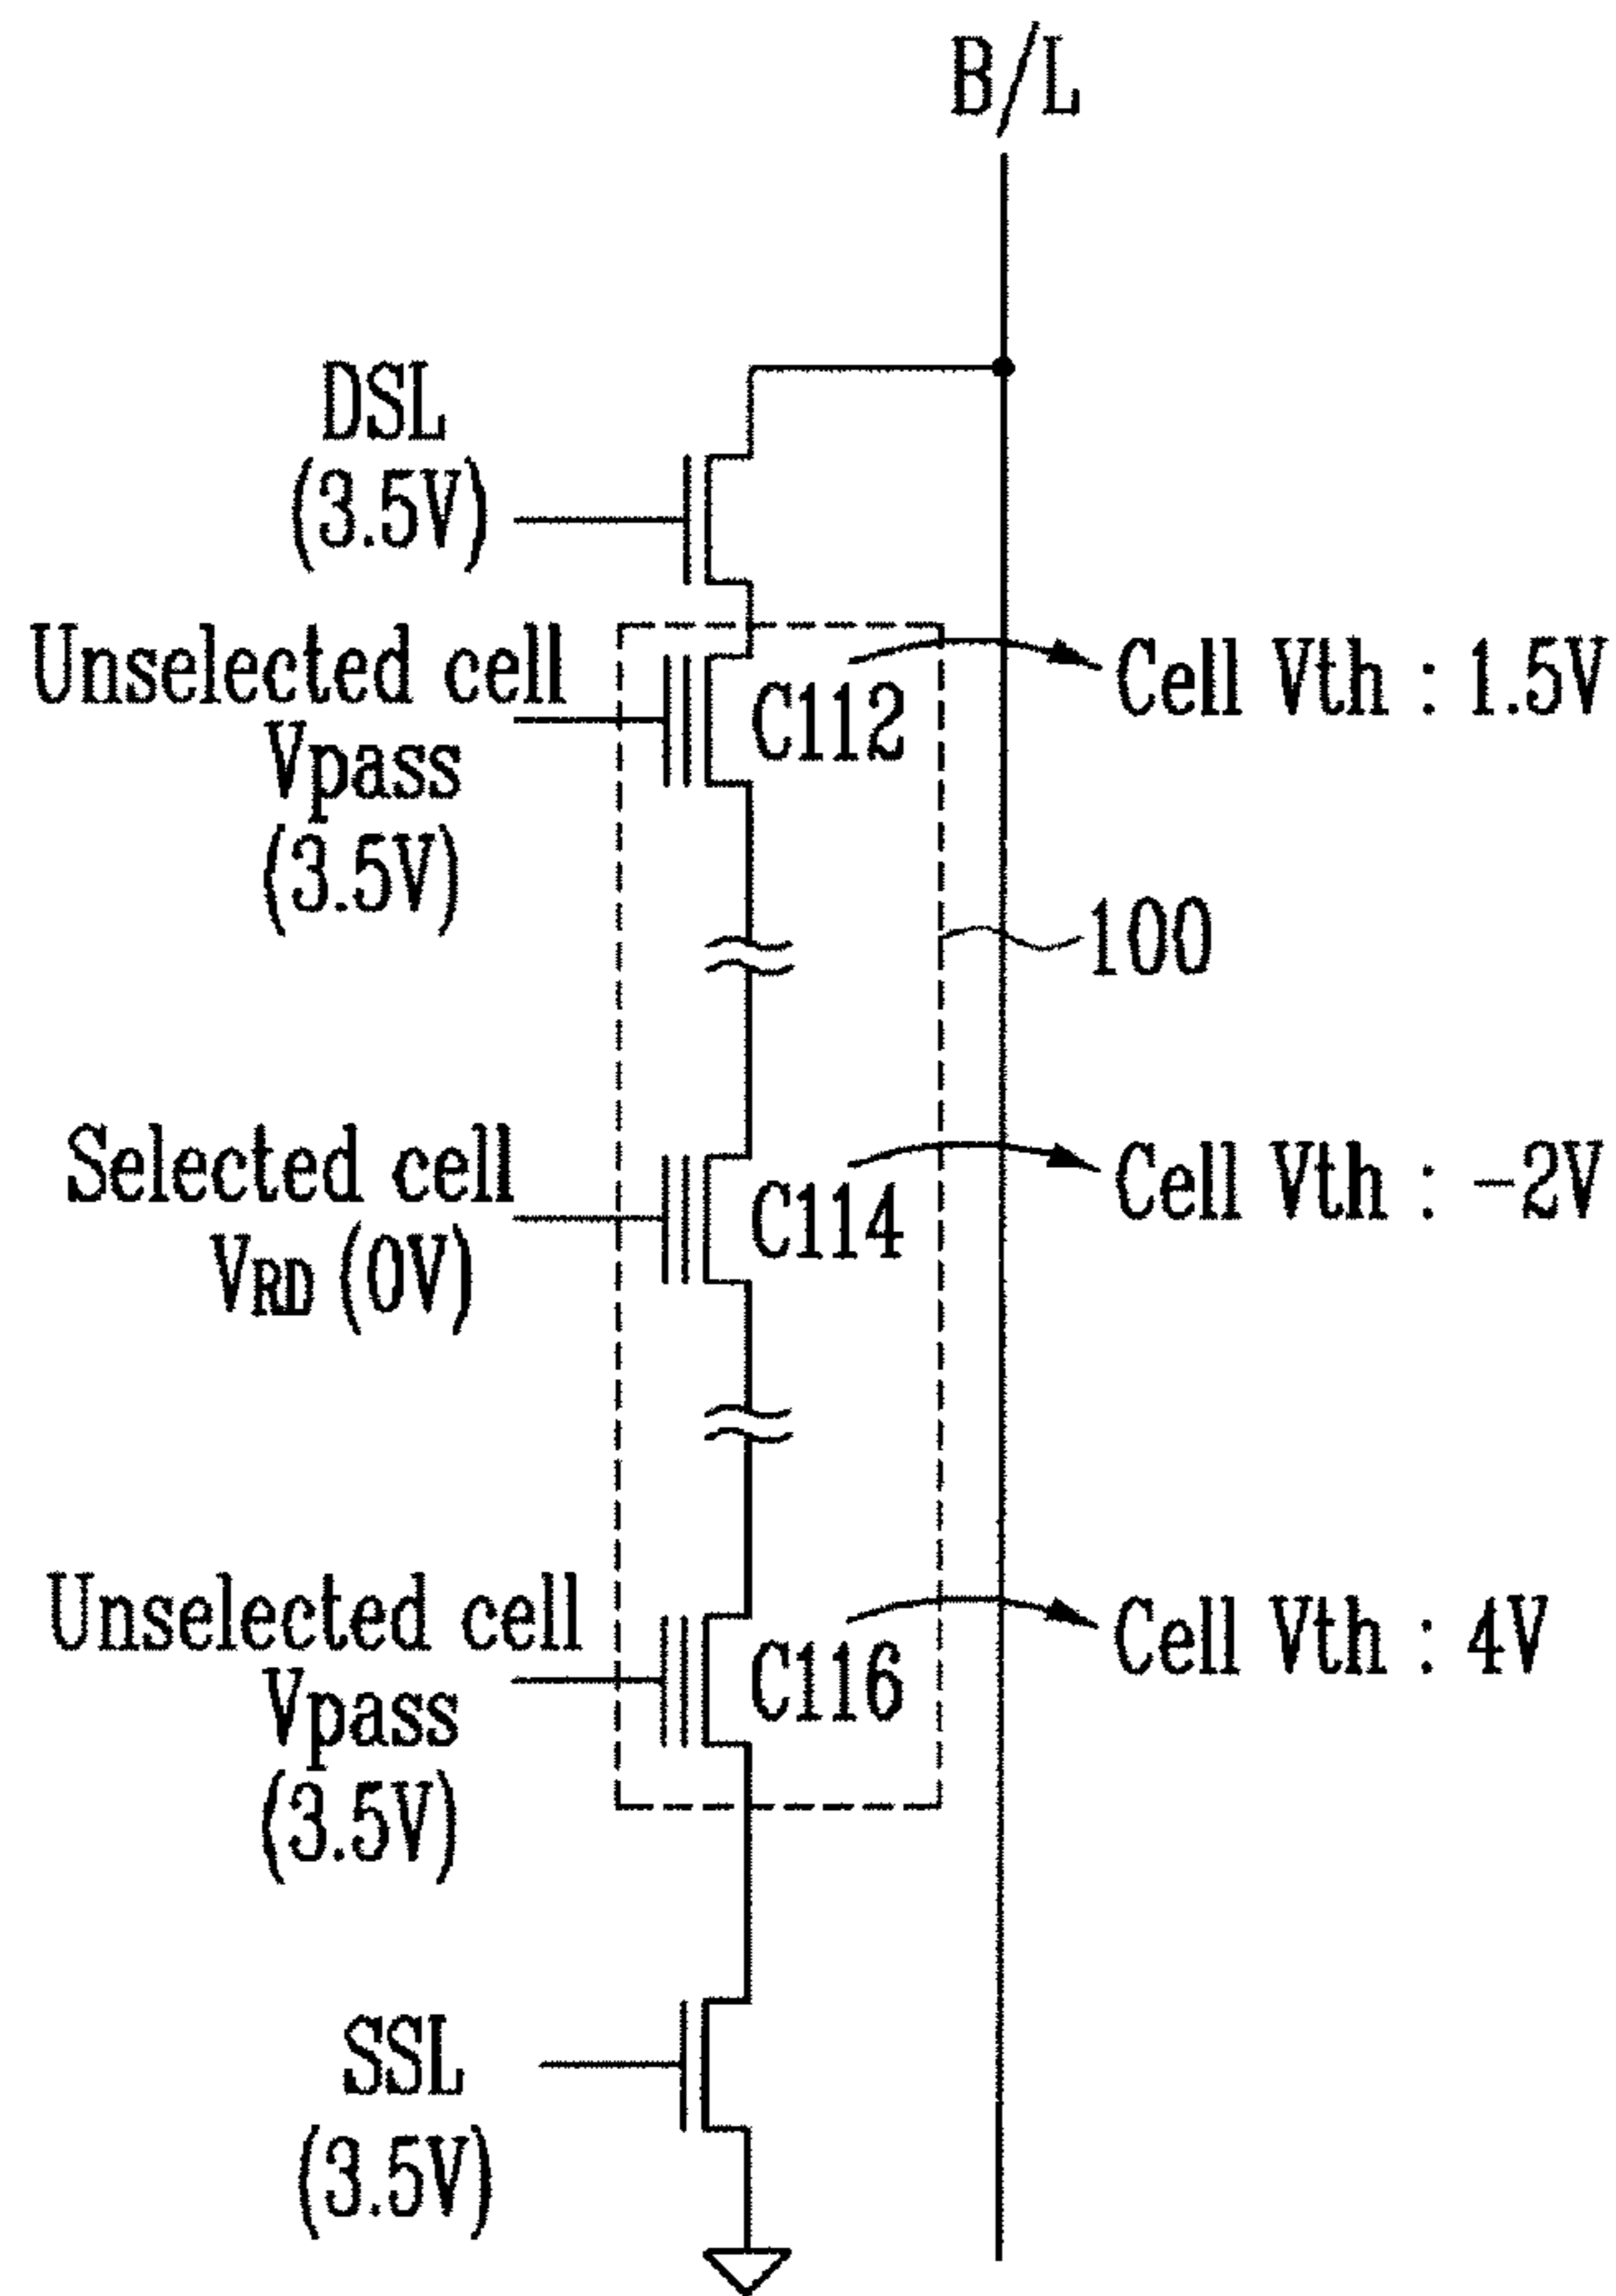 B/L
DSL
(3.5V)
Unselected cell
Vpass
(3.5V)
C112
Cell Vth : 1.5V
100
Selected cell
VRD (0V)
C114
Cell Vth : -2V
Unselected cell
Vpass
(3.5V)
C116
Cell Vth : 4V
SSL
(3.5V)